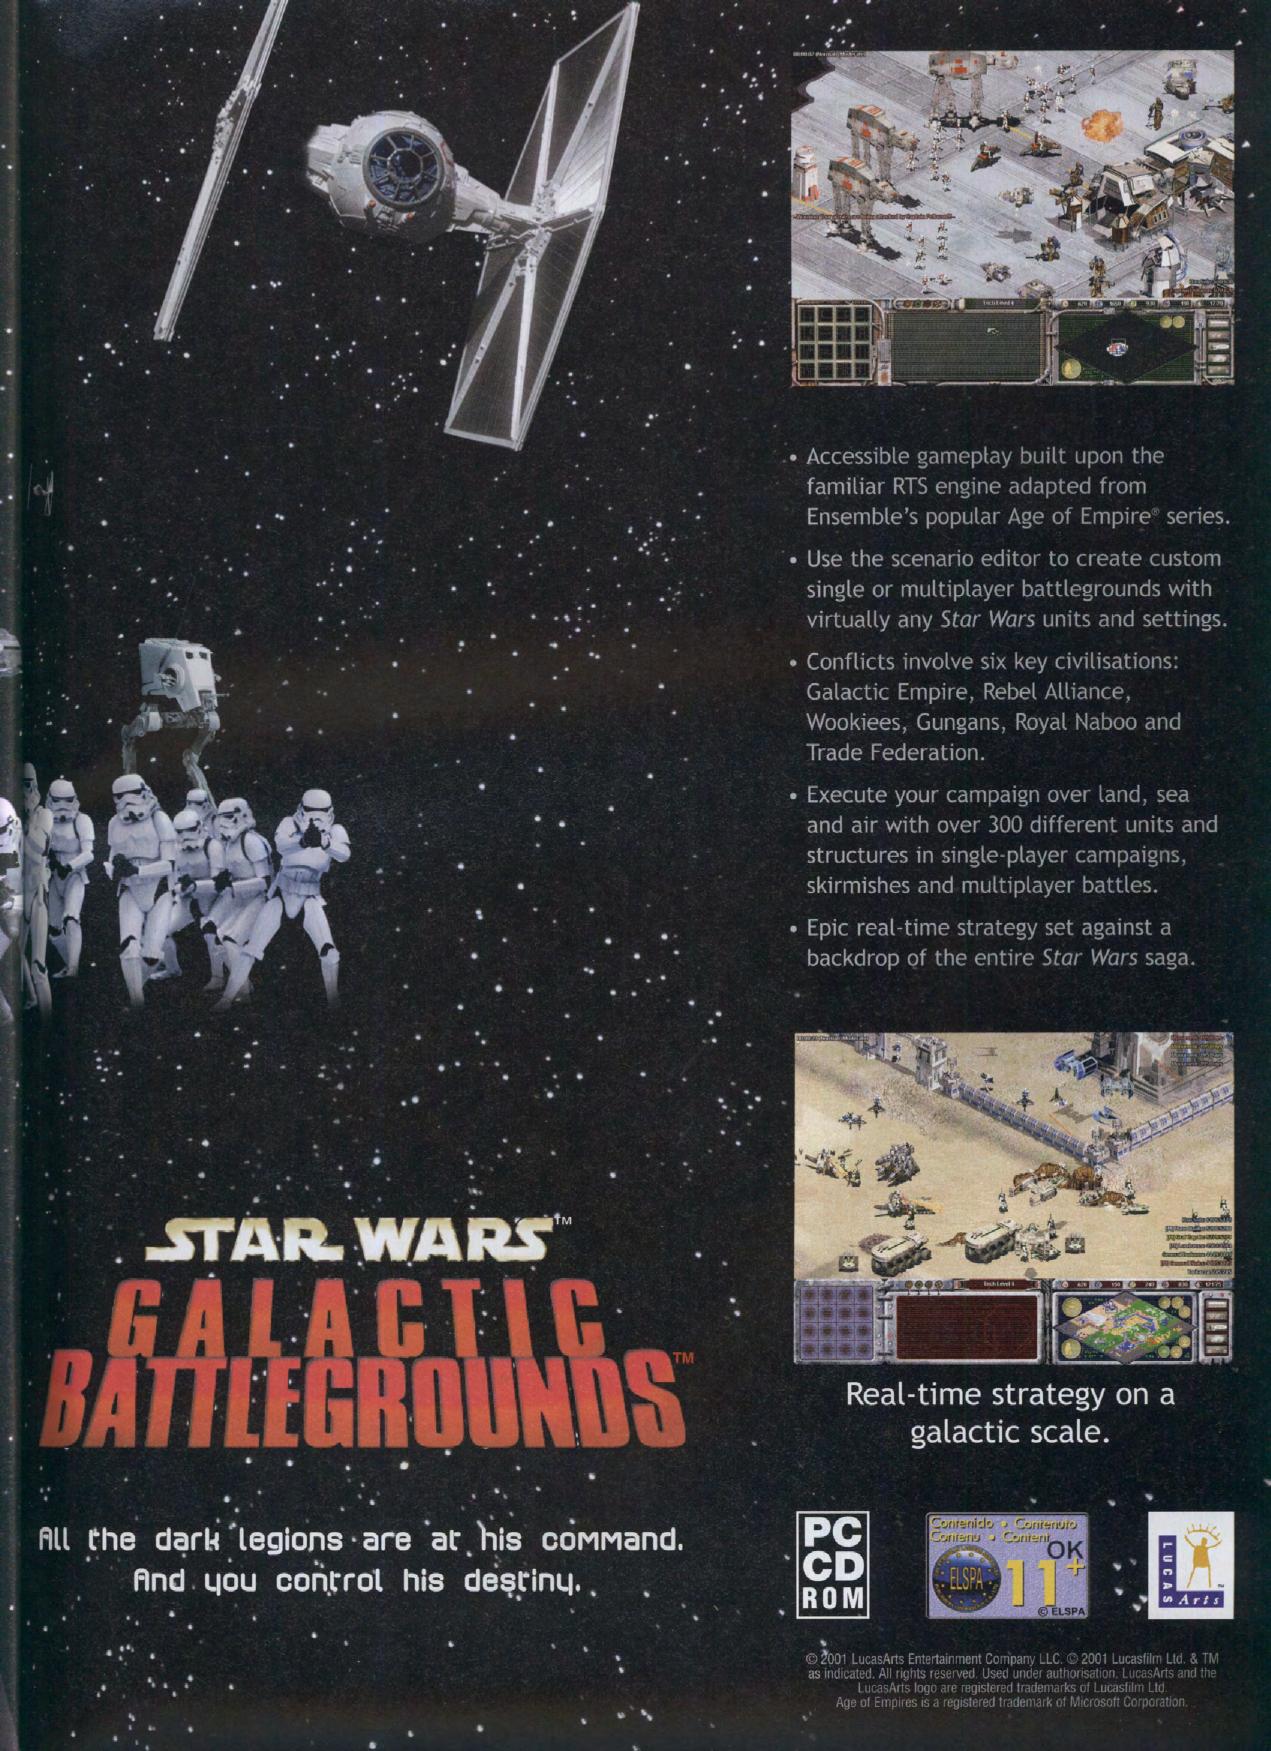 Tech Level 4
• Accessible gameplay built upon the
familiar RTS engine adapted from
Ensemble's popular Age of Empire® series.
• Use the scenario editor to create custom
single or multiplayer battlegrounds with
virtually any Star Wars units and settings.
• Conflicts involve six key civilisations:
Galactic Empire, Rebel Alliance,
Wookiees, Gungans, Royal Naboo and
Trade Federation.
• Execute your campaign over land, sea
and air with over 300 different units and
structures in single-player campaigns,
skirmishes and multiplayer battles.
• Epic real-time strategy set against a
backdrop of the entire Star Wars saga.
Tech Level 4
Real-time strategy on a
galactic scale.
STAR WARS™
GALACTIC
BATTLEGROUNDS™
All the dark legions are at his command.
And you control his destiny.
PC
CD
ROM
Contenido • Contenuto
Contenu • Content
OK
ELSPA
11+
© ELSPA
LUCAS
Arts™
© 2001 LucasArts Entertainment Company LLC. © 2001 Lucasfilm Ltd. & TM
as indicated. All rights reserved. Used under authorisation. LucasArts and the
LucasArts logo are registered trademarks of Lucasfilm Ltd.
Age of Empires is a registered trademark of Microsoft Corporation.